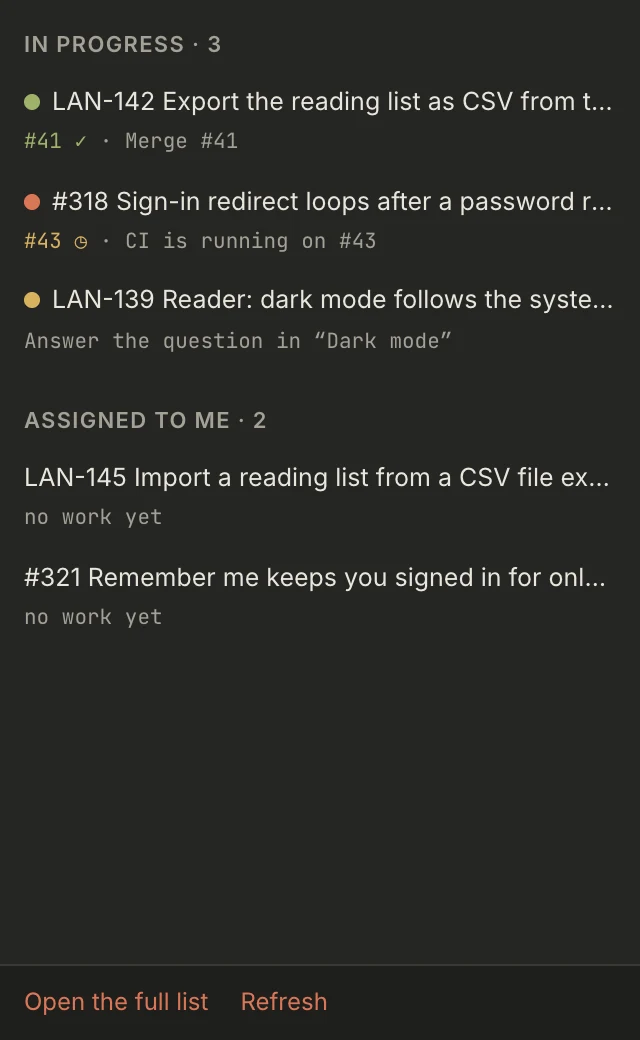 IN PROGRESS · 3
LAN-142 Export the reading list as CSV from t...
#41 ✓ · Merge #41
#318 Sign-in redirect loops after a password r...
#43 ◷ · CI is running on #43
LAN-139 Reader: dark mode follows the syste...
Answer the question in “Dark mode”
ASSIGNED TO ME · 2
LAN-145 Import a reading list from a CSV file ex...
no work yet
#321 Remember me keeps you signed in for onl...
no work yet
Open the full list Refresh